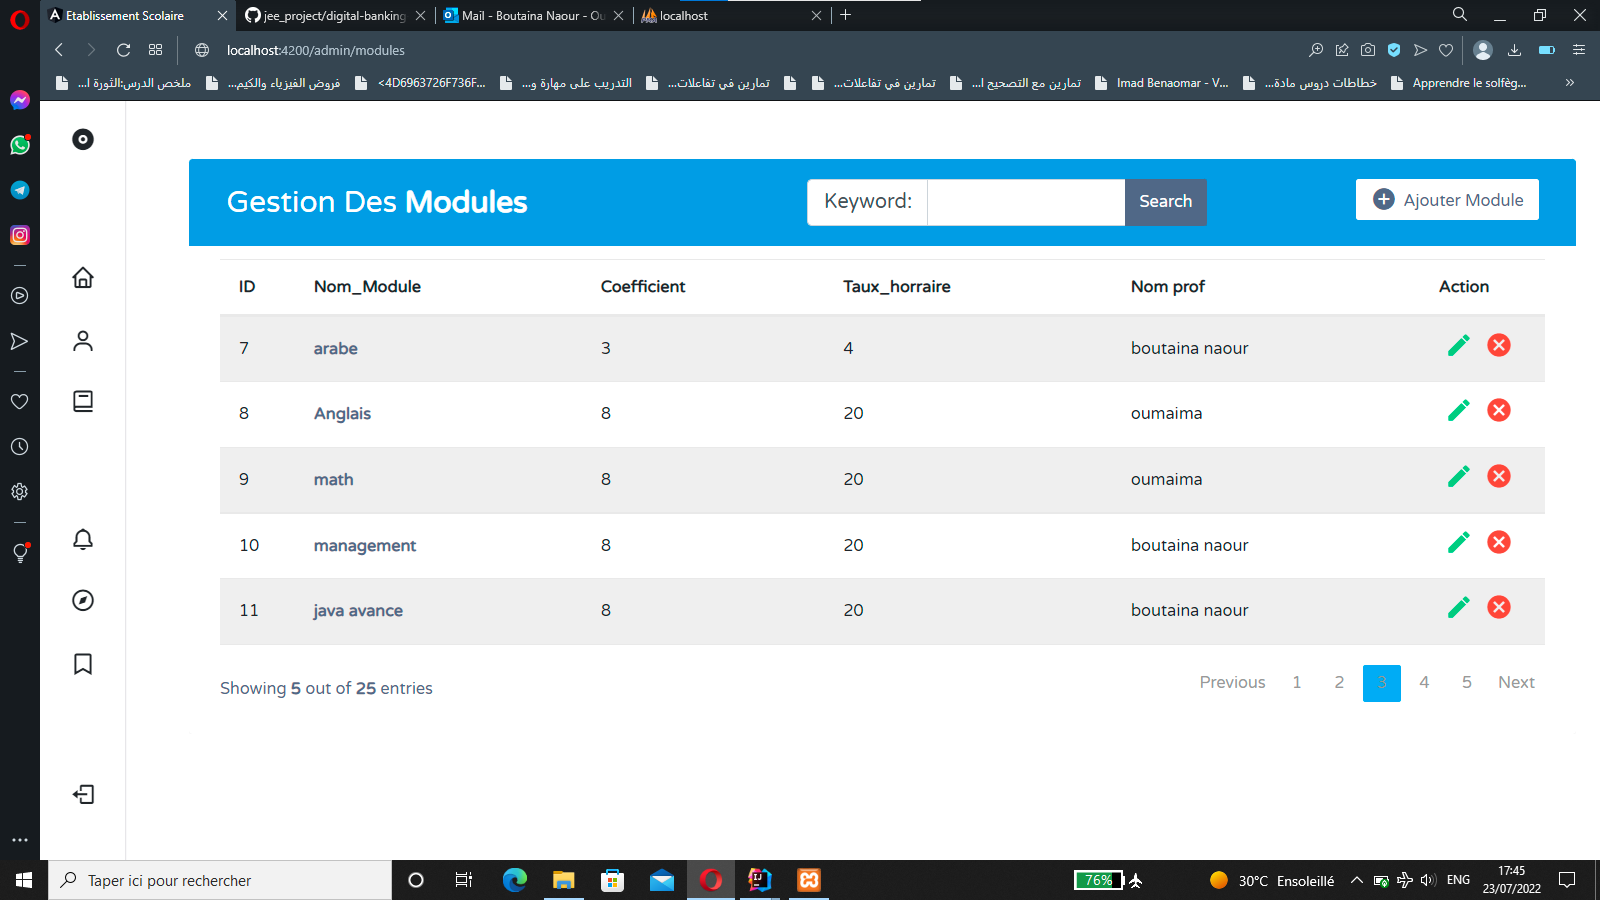 Etablissement Scolaire
jee_project/digital-banking
Mail - Boutaina Naour - Ou
localhost
localhost:4200/admin/modules
ملخص الدرس:الثورة ا...
فروض الفيزياء والكيم...
<4D6963726F736F...
التدريب على مهارة و...
تمارين في تفاعلات...
تمارين في تفاعلات...
تمارين مع التصحيح ا...
Imad Benaomar - V...
خطاطات دروس مادة...
Apprendre le solfèg...
»
Gestion Des Modules
Keyword:
Search
Ajouter Module
ID Nom_Module Coefficient Taux_horraire Nom prof Action
7 arabe 3 4 boutaina naour
8 Anglais 8 20 oumaima
9 math 8 20 oumaima
10 management 8 20 boutaina naour
11 java avance 8 20 boutaina naour
Showing 5 out of 25 entries
Previous 1 2 3 4 5 Next
Taper ici pour rechercher
76%
30°C Ensoleillé
ENG
17:45
23/07/2022